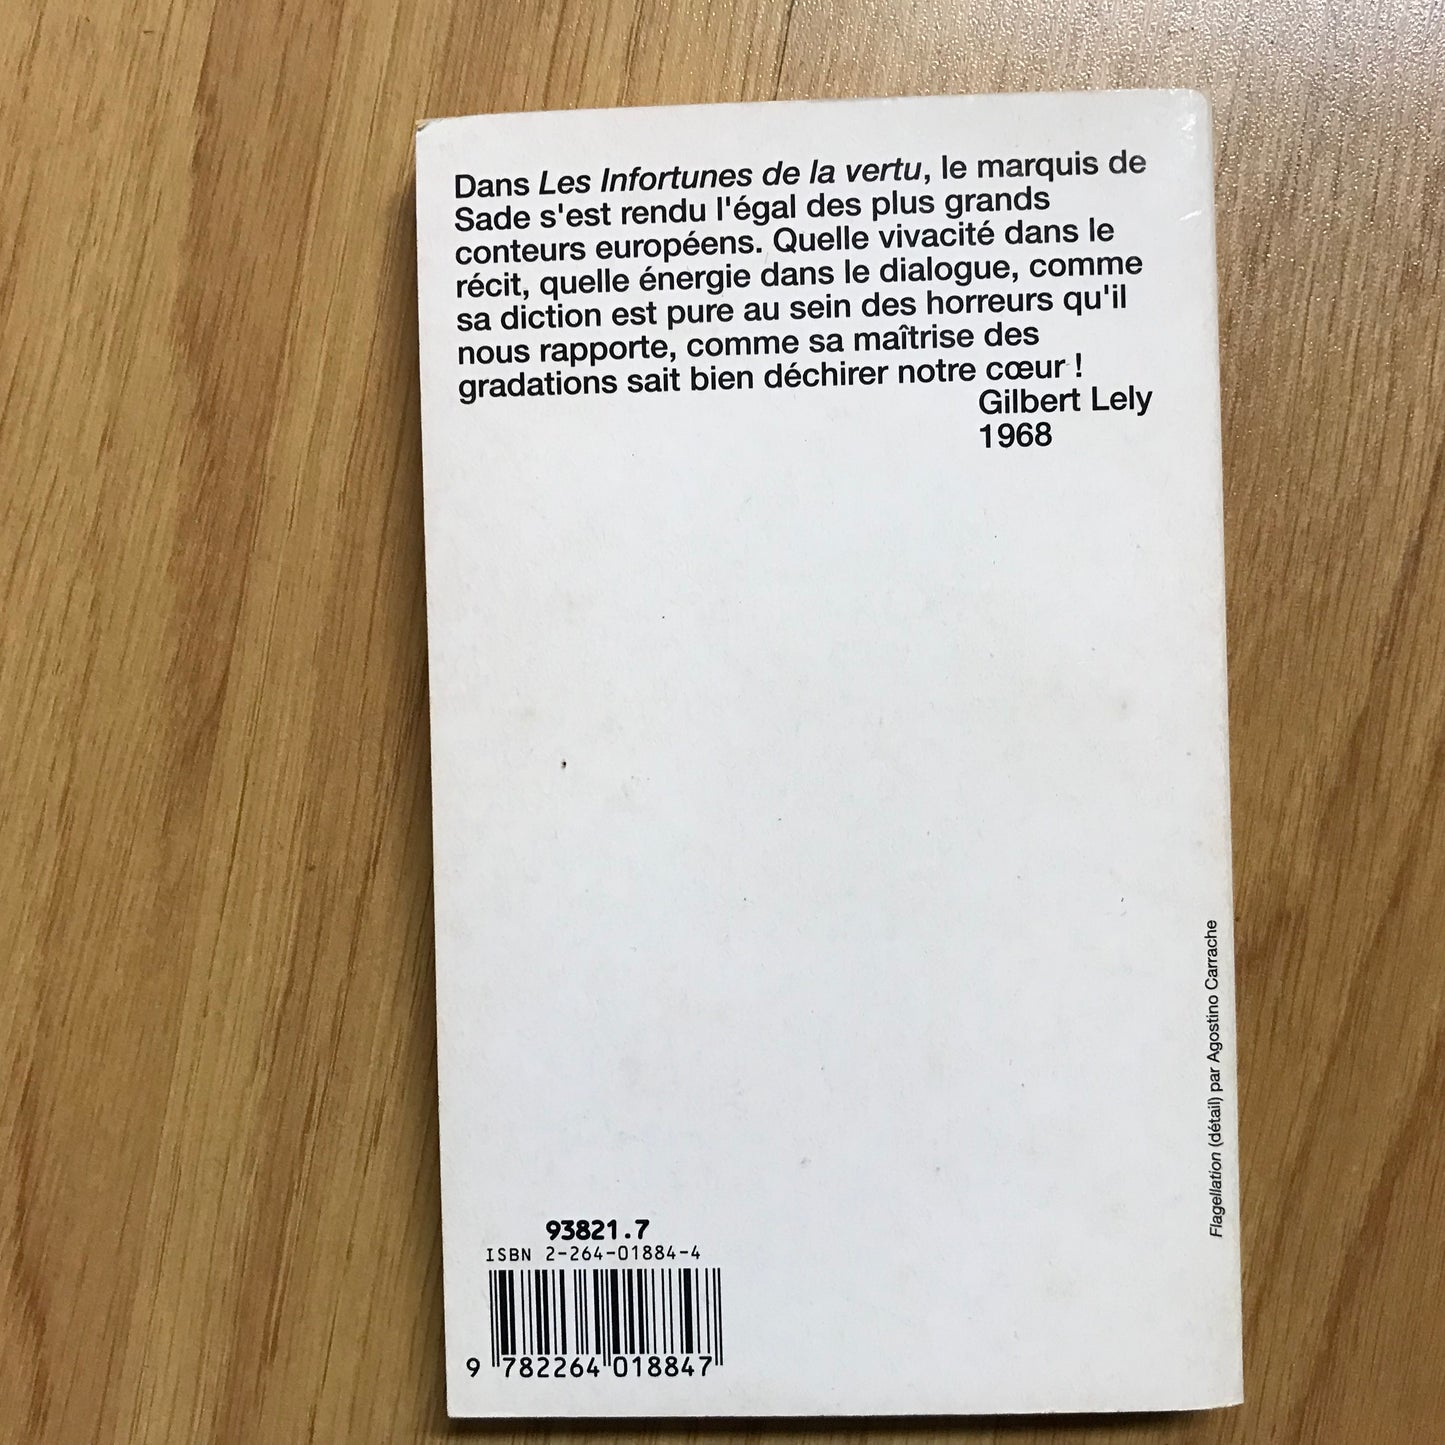 Dans Les Infortunes de la vertu, le marquis de
Sade s'est rendu l'égal des plus grands
conteurs européens. Quelle vivacité dans le
récit, quelle énergie dans le dialogue, comme
sa diction est pure au sein des horreurs qu'il
nous rapporte, comme sa maîtrise des
gradations sait bien déchirer notre cœur !
Gilbert Lely
1968
Flagellation (détail) par Agostino Carrache
93821.7
ISBN 2-264-01884-4
9 782264 018847